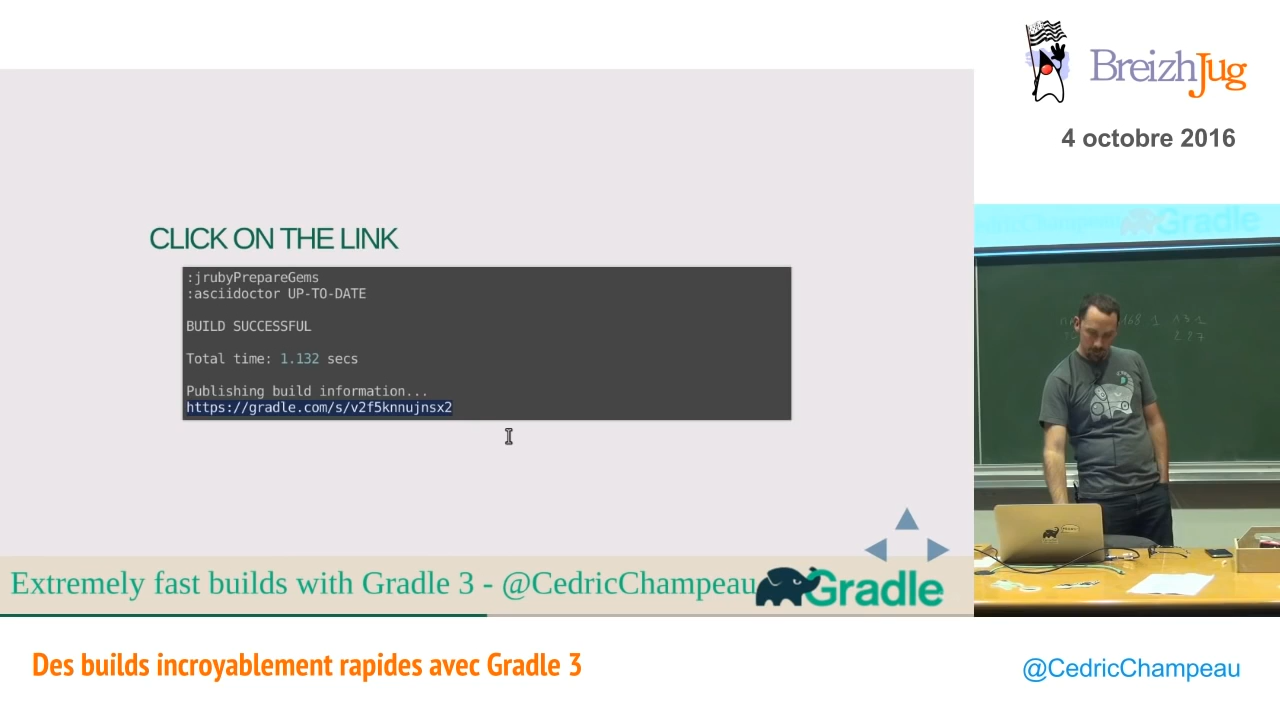 BreizhJug
4 octobre 2016
CLICK ON THE LINK
:jrubyPrepareGems
:asciidoctor UP-TO-DATE
BUILD SUCCESSFUL
Total time: 1.132 secs
Publishing build information...
https://gradle.com/s/v2f5knnujnsx2
Extremely fast builds with Gradle 3 - @CedricChampeau
Gradle
CedricChampeau Gradle
Des builds incroyablement rapides avec Gradle 3
@CedricChampeau